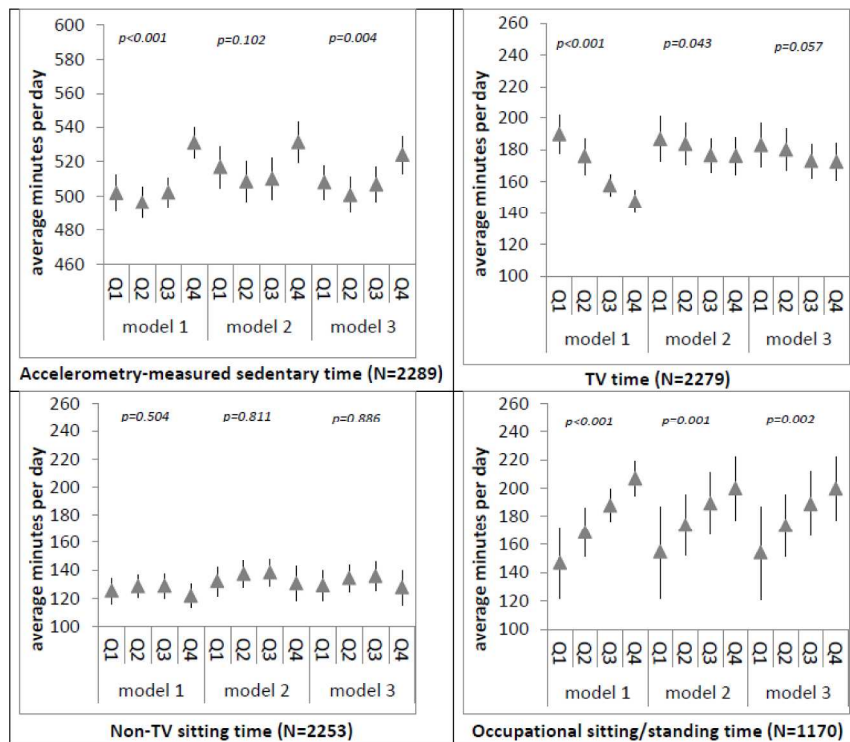 600
580
560
540
520
500
480
460
average minutes per day
p<0.001 p=0.102 p=0.004
Q1 Q2 Q3 Q4 Q1 Q2 Q3 Q4 Q1 Q2 Q3 Q4
model 1 model 2 model 3
Accelerometry-measured sedentary time (N=2289)
260
240
220
200
180
160
140
120
100
average minutes per day
p<0.001 p=0.043 p=0.057
Q1 Q2 Q3 Q4 Q1 Q2 Q3 Q4 Q1 Q2 Q3 Q4
model 1 model 2 model 3
TV time (N=2279)
260
240
220
200
180
160
140
120
100
average minutes per day
p=0.504 p=0.811 p=0.886
Q1 Q2 Q3 Q4 Q1 Q2 Q3 Q4 Q1 Q2 Q3 Q4
model 1 model 2 model 3
Non-TV sitting time (N=2253)
260
240
220
200
180
160
140
120
100
average minutes per day
p<0.001 p=0.001 p=0.002
Q1 Q2 Q3 Q4 Q1 Q2 Q3 Q4 Q1 Q2 Q3 Q4
model 1 model 2 model 3
Occupational sitting/standing time (N=1170)